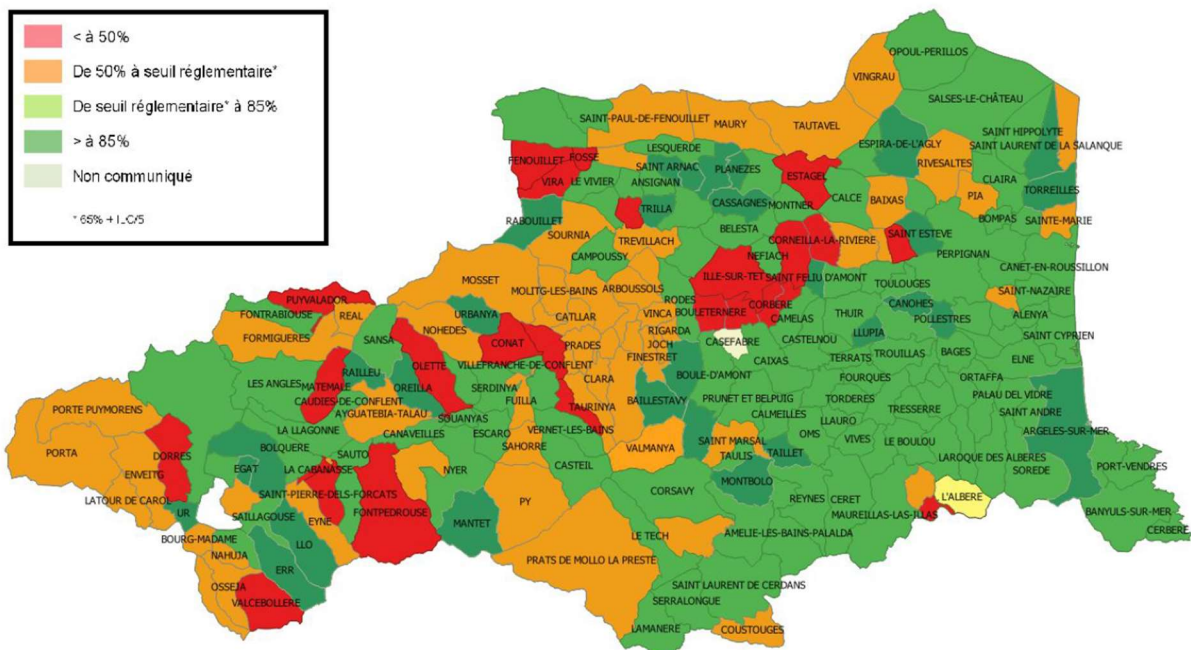 < à 50%
De 50% à seuil réglementaire*
De seuil réglementaire* à 85%
> à 85%
Non communiqué
OPOUL-PERILLOS
VINGRAU
SALSES-LE-CHÂTEAU
SAINT-PAUL-DE-FENOUILLET
MAURY
TAUTAVEL
SAINT HIPPOLYTE
SAINT LAURENT DE LA SALANQUE
ESPIRA-DE-L'AGLY
LESQUERDE
FENOUILLET
FOSSE
SAINT ARNAC
PLANEZES
RIVESALTES
ESTAGEL
CLAIRA
VIRA
LE VIVIER
ANSIGNAN
TORREILLES
CALCE
BAIXAS
PIA
CASSAGNES
MONTNER
TRILLA
RABOUILLET
BOMPAS
SAINTE-MARIE
BELESTA
SOURNIA
TREVILLACH
CORNEILLA-LA-RIVIERE
SAINT ESTEVE
CAMPOUSSY
NEFIACH
PERPIGNAN
CANET-EN-ROUSSILLON
MOSSET
ILLE-SUR-TET
SAINT FELIU D'AMONT
TOULOUGES
MOLITG-LES-BAINS
ARBOUSSOLS
SAINT-NAZAIRE
PUYVALADOR
RODES
CORBERE
CANOHES
FONTRABIOUSE
REAL
URBANYA
CATLLAR
VINCA
BOULETERNERE
CAMELAS
THUIR
POLLESTRES
ALENYA
NOHEDES
RIGARDA
LLUPIA
SAINT CYPRIEN
FORMIGUERES
SANSA
CONAT
PRADES
JOCH
CASEFABRE
CASTELNOU
FINESTRET
CAIXAS
TERRATS
TROUILLAS
BAGES
ELNE
OLETTE
VILLEFRANCHE-DE-CONFLENT
RAILLEU
BOULE-D'AMONT
FOURQUES
ORTAFFA
LES ANGLES
MATEMALE
OREILLA
SERDINYA
CLARA
CAUDIES-DE-CONFLENT
FUILLA
TAURINYA
BAILLESTAVY
PRUNET ET BELPUIG
TORDERES
PALAU DEL VIDRE
PORTE PUYMORENS
AYGUATEBIA-TALAU
SOUANYAS
CALMEILLES
TRESSERRE
SAINT ANDRE
LLAURO
LA LLAGONNE
CANAVEILLES
ESCARO
VERNET-LES-BAINS
OMS
VIVES
LE BOULOU
ARGELES-SUR-MER
SAHORRE
SAINT MARSAL
BOLQUERE
SAUTO
VALMANYA
TAULIS
TAILLET
LAROQUE DES ALBERES
PORTA
DORRES
EGAT
LA CABANASSE
NYER
CASTEIL
SOREDE
PORT-VENDRES
ENVEITG
MONTBOLO
CORSAVY
REYNES
CERET
L'ALBERE
LATOUR DE CAROL
SAINT-PIERRE-DELS-FORCATS
PY
UR
SAILLAGOUSE
EYNE
FONTPEDROUSE
MANTET
MAUREILLAS-LAS-ILLAS
BANYULS-SUR-MER
CERBERE
BOURG-MADAME
LLO
LE TECH
AMELIE-LES-BAINS-PALALDA
NAHUJA
ERR
PRATS DE MOLLO LA PRESTE
OSSEJA
SAINT LAURENT DE CERDANS
VALCEBOLLERE
SERRALONGUE
LAMANERE
COUSTOUGES